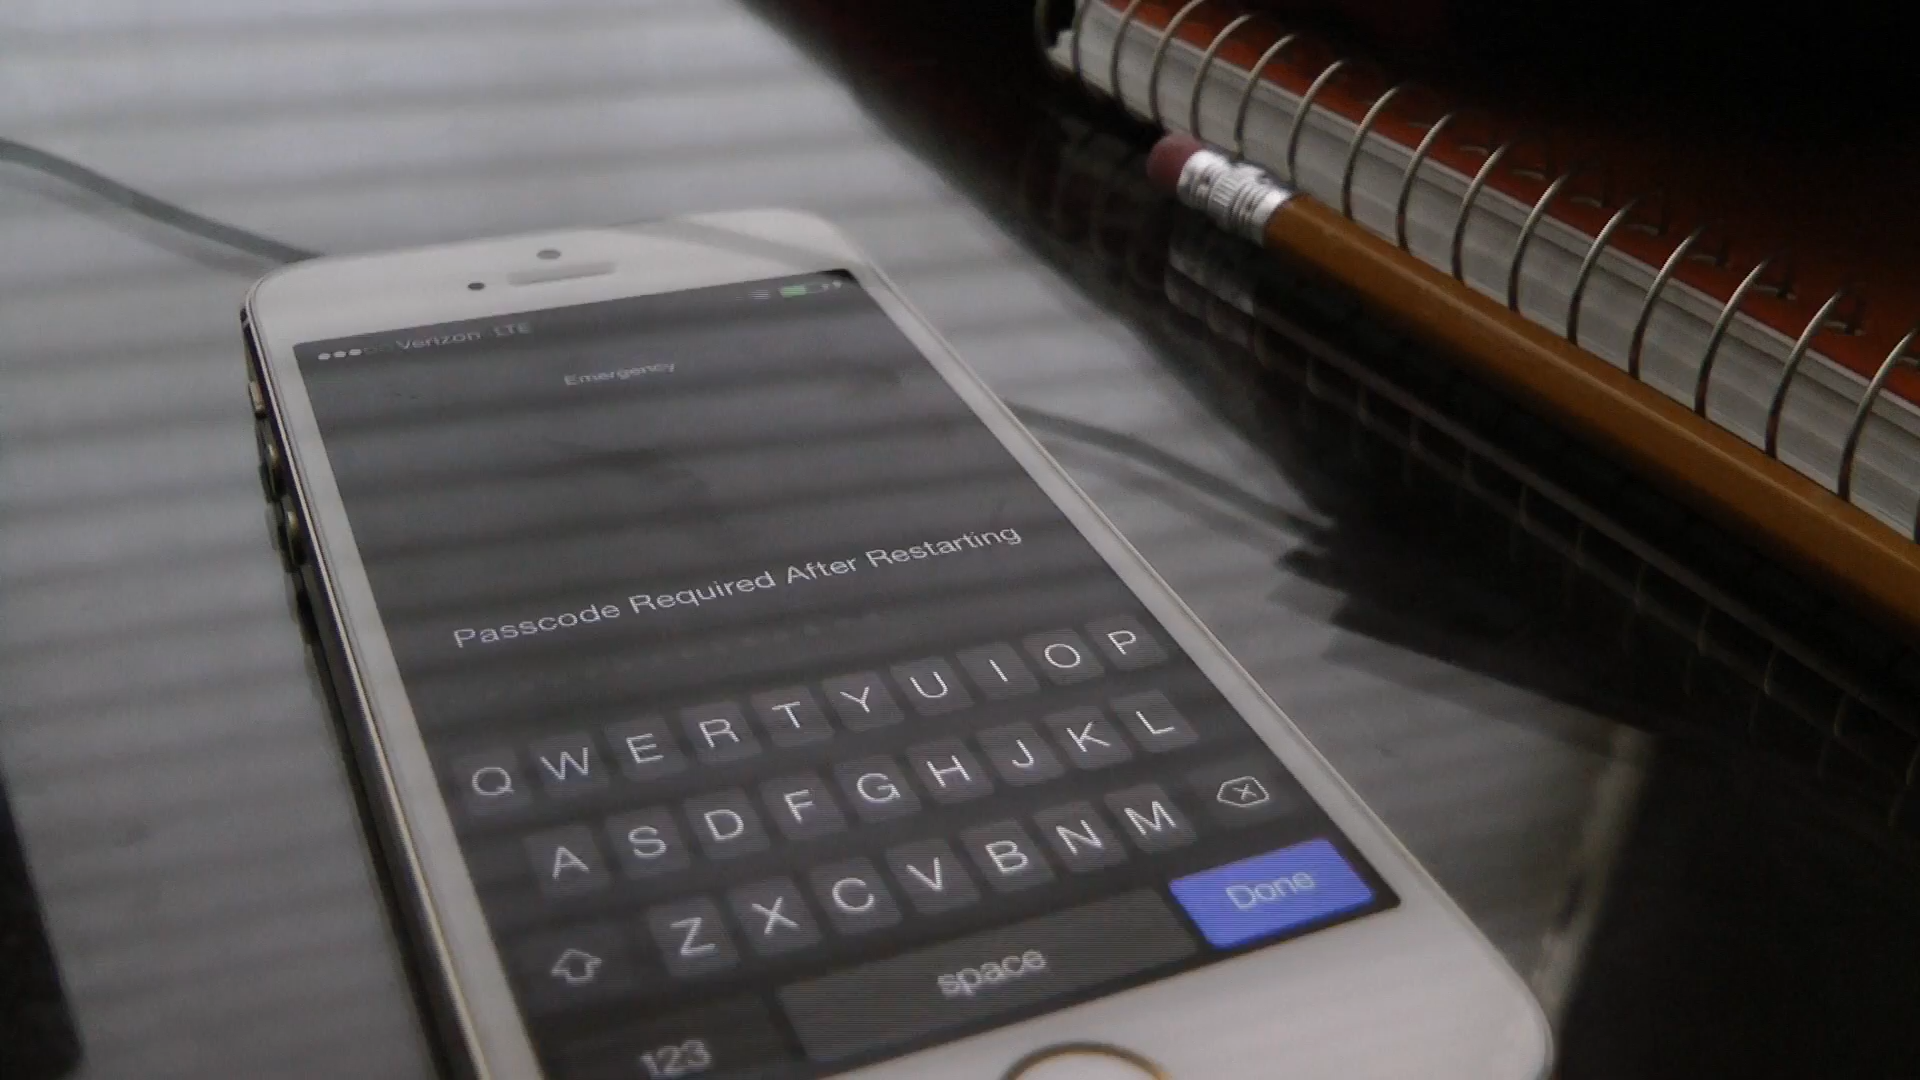 Verizon LTE
Emergency
Passcode Required After Restarting
Q W E R T Y U I O P
A S D F G H J K L
Z X C V B N M
123 space Done